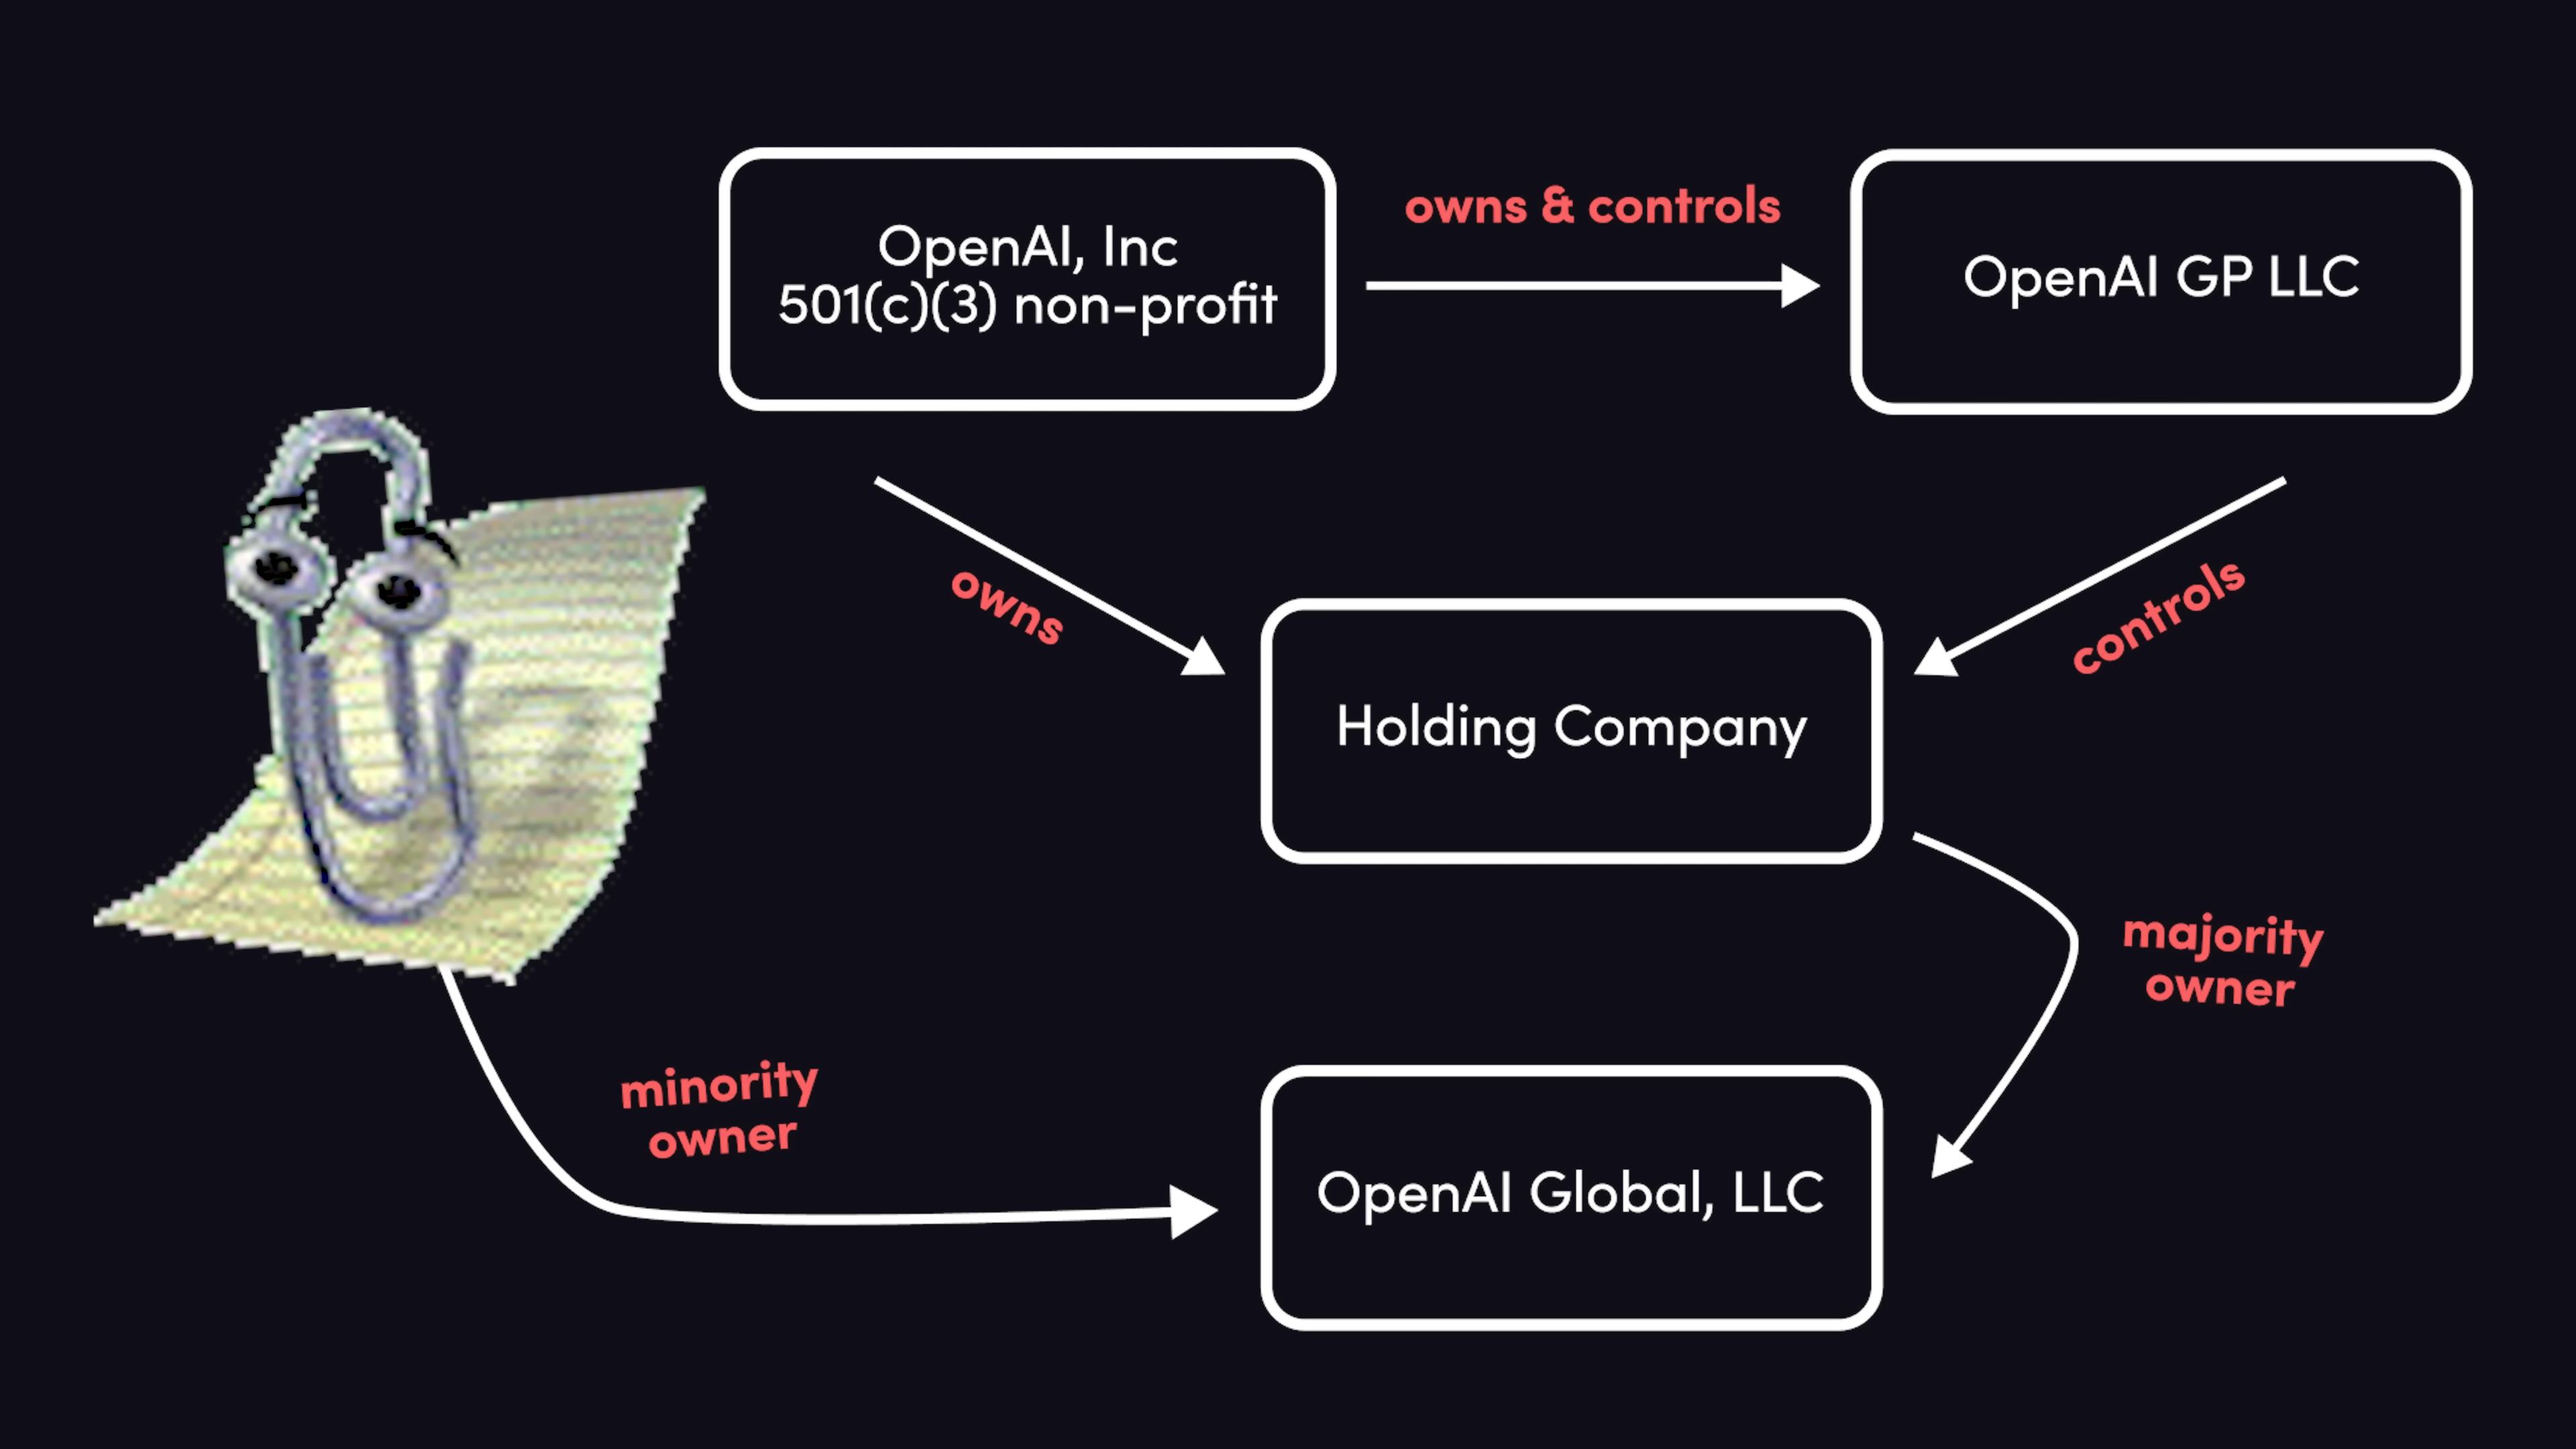 OpenAI, Inc
501(c)(3) non-profit
owns & controls
OpenAI GP LLC
owns
controls
Holding Company
majority
owner
minority
owner
OpenAI Global, LLC